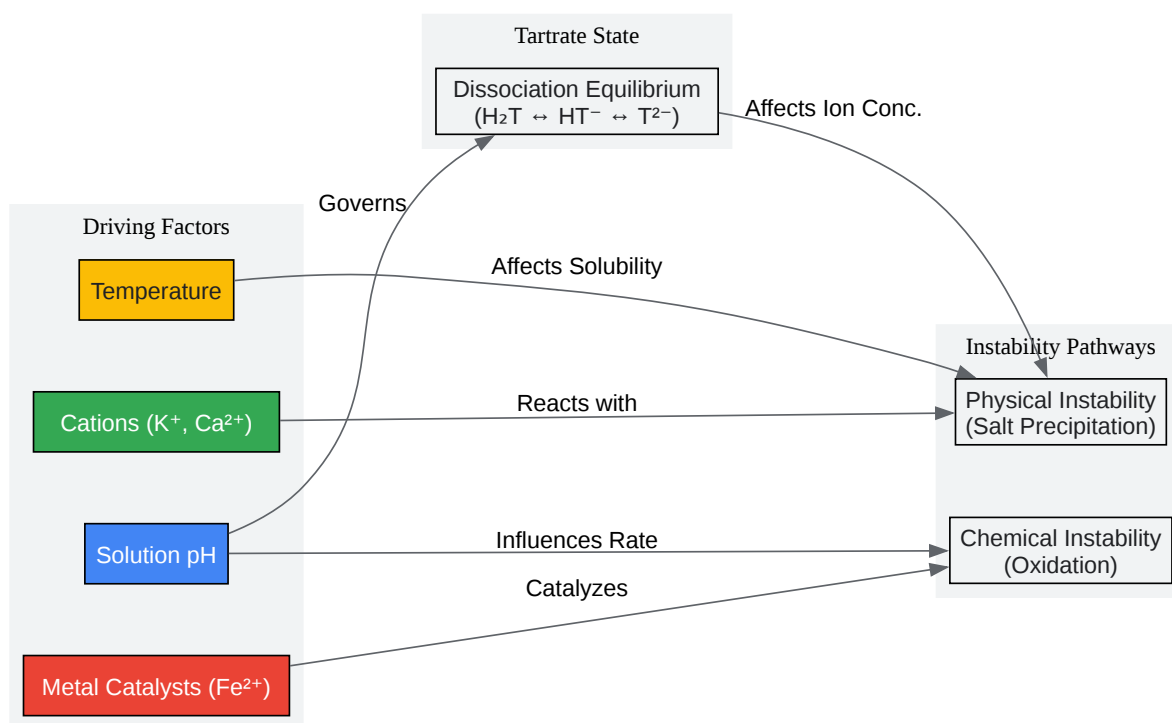 Tartrate State
Dissociation Equilibrium
(H₂T ↔ HT⁻ ↔ T²⁻)
Affects Ion Conc.
Governs
Driving Factors
Affects Solubility
Temperature
Instability Pathways
Physical Instability
(Salt Precipitation)
Reacts with
Cations (K⁺, Ca²⁺)
Influences Rate
Solution pH
Chemical Instability
(Oxidation)
Catalyzes
Metal Catalysts (Fe²⁺)